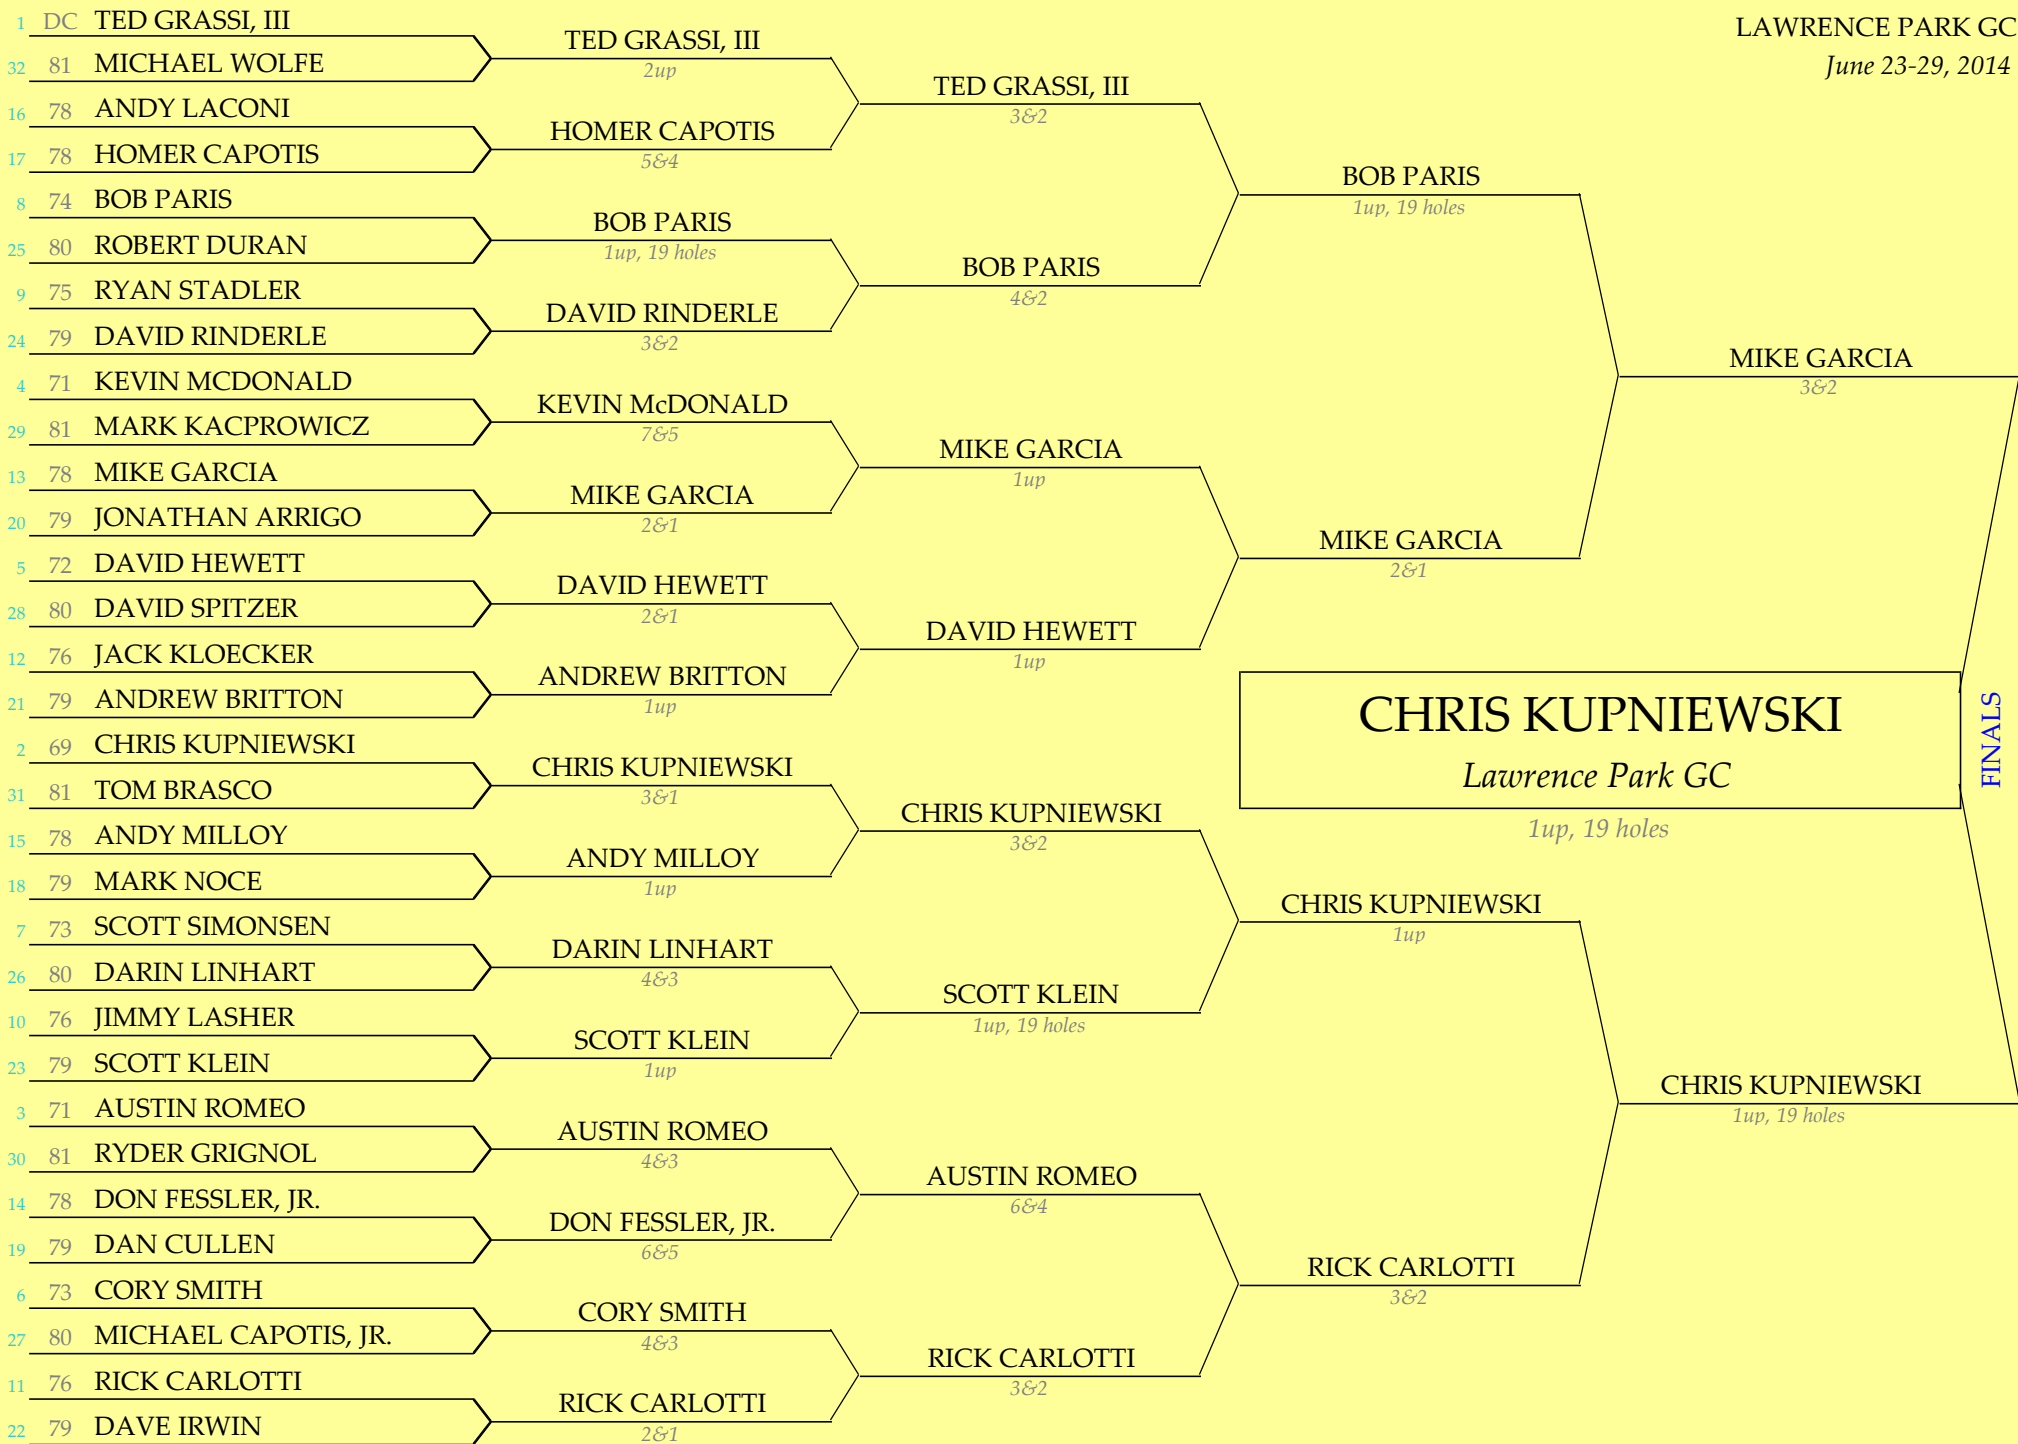 LAWRENCE PARK GC
June 23-29, 2014
1 DC TED GRASSI, III
32 81 MICHAEL WOLFE
16 78 ANDY LACONI
17 78 HOMER CAPOTIS
8 74 BOB PARIS
25 80 ROBERT DURAN
9 75 RYAN STADLER
24 79 DAVID RINDERLE
4 71 KEVIN MCDONALD
29 81 MARK KACPROWICZ
13 78 MIKE GARCIA
20 79 JONATHAN ARRIGO
5 72 DAVID HEWETT
28 80 DAVID SPITZER
12 76 JACK KLOECKER
21 79 ANDREW BRITTON
2 69 CHRIS KUPNIEWSKI
31 81 TOM BRASCO
15 78 ANDY MILLOY
18 79 MARK NOCE
7 73 SCOTT SIMONSEN
26 80 DARIN LINHART
10 76 JIMMY LASHER
23 79 SCOTT KLEIN
3 71 AUSTIN ROMEO
30 81 RYDER GRIGNOL
14 78 DON FESSLER, JR.
19 79 DAN CULLEN
6 73 CORY SMITH
27 80 MICHAEL CAPOTIS, JR.
11 76 RICK CARLOTTI
22 79 DAVE IRWIN
TED GRASSI, III
2up
HOMER CAPOTIS
5&4
BOB PARIS
1up, 19 holes
DAVID RINDERLE
3&2
KEVIN McDONALD
7&5
MIKE GARCIA
2&1
DAVID HEWETT
2&1
ANDREW BRITTON
1up
CHRIS KUPNIEWSKI
3&1
ANDY MILLOY
1up
DARIN LINHART
4&3
SCOTT KLEIN
1up
AUSTIN ROMEO
4&3
DON FESSLER, JR.
6&5
CORY SMITH
4&3
RICK CARLOTTI
2&1
TED GRASSI, III
3&2
BOB PARIS
4&2
MIKE GARCIA
1up
DAVID HEWETT
1up
CHRIS KUPNIEWSKI
3&2
SCOTT KLEIN
1up, 19 holes
AUSTIN ROMEO
6&4
RICK CARLOTTI
3&2
BOB PARIS
1up, 19 holes
MIKE GARCIA
2&1
CHRIS KUPNIEWSKI
1up
RICK CARLOTTI
3&2
MIKE GARCIA
3&2
CHRIS KUPNIEWSKI
1up, 19 holes
CHRIS KUPNIEWSKI
Lawrence Park GC
1up, 19 holes
FINALS